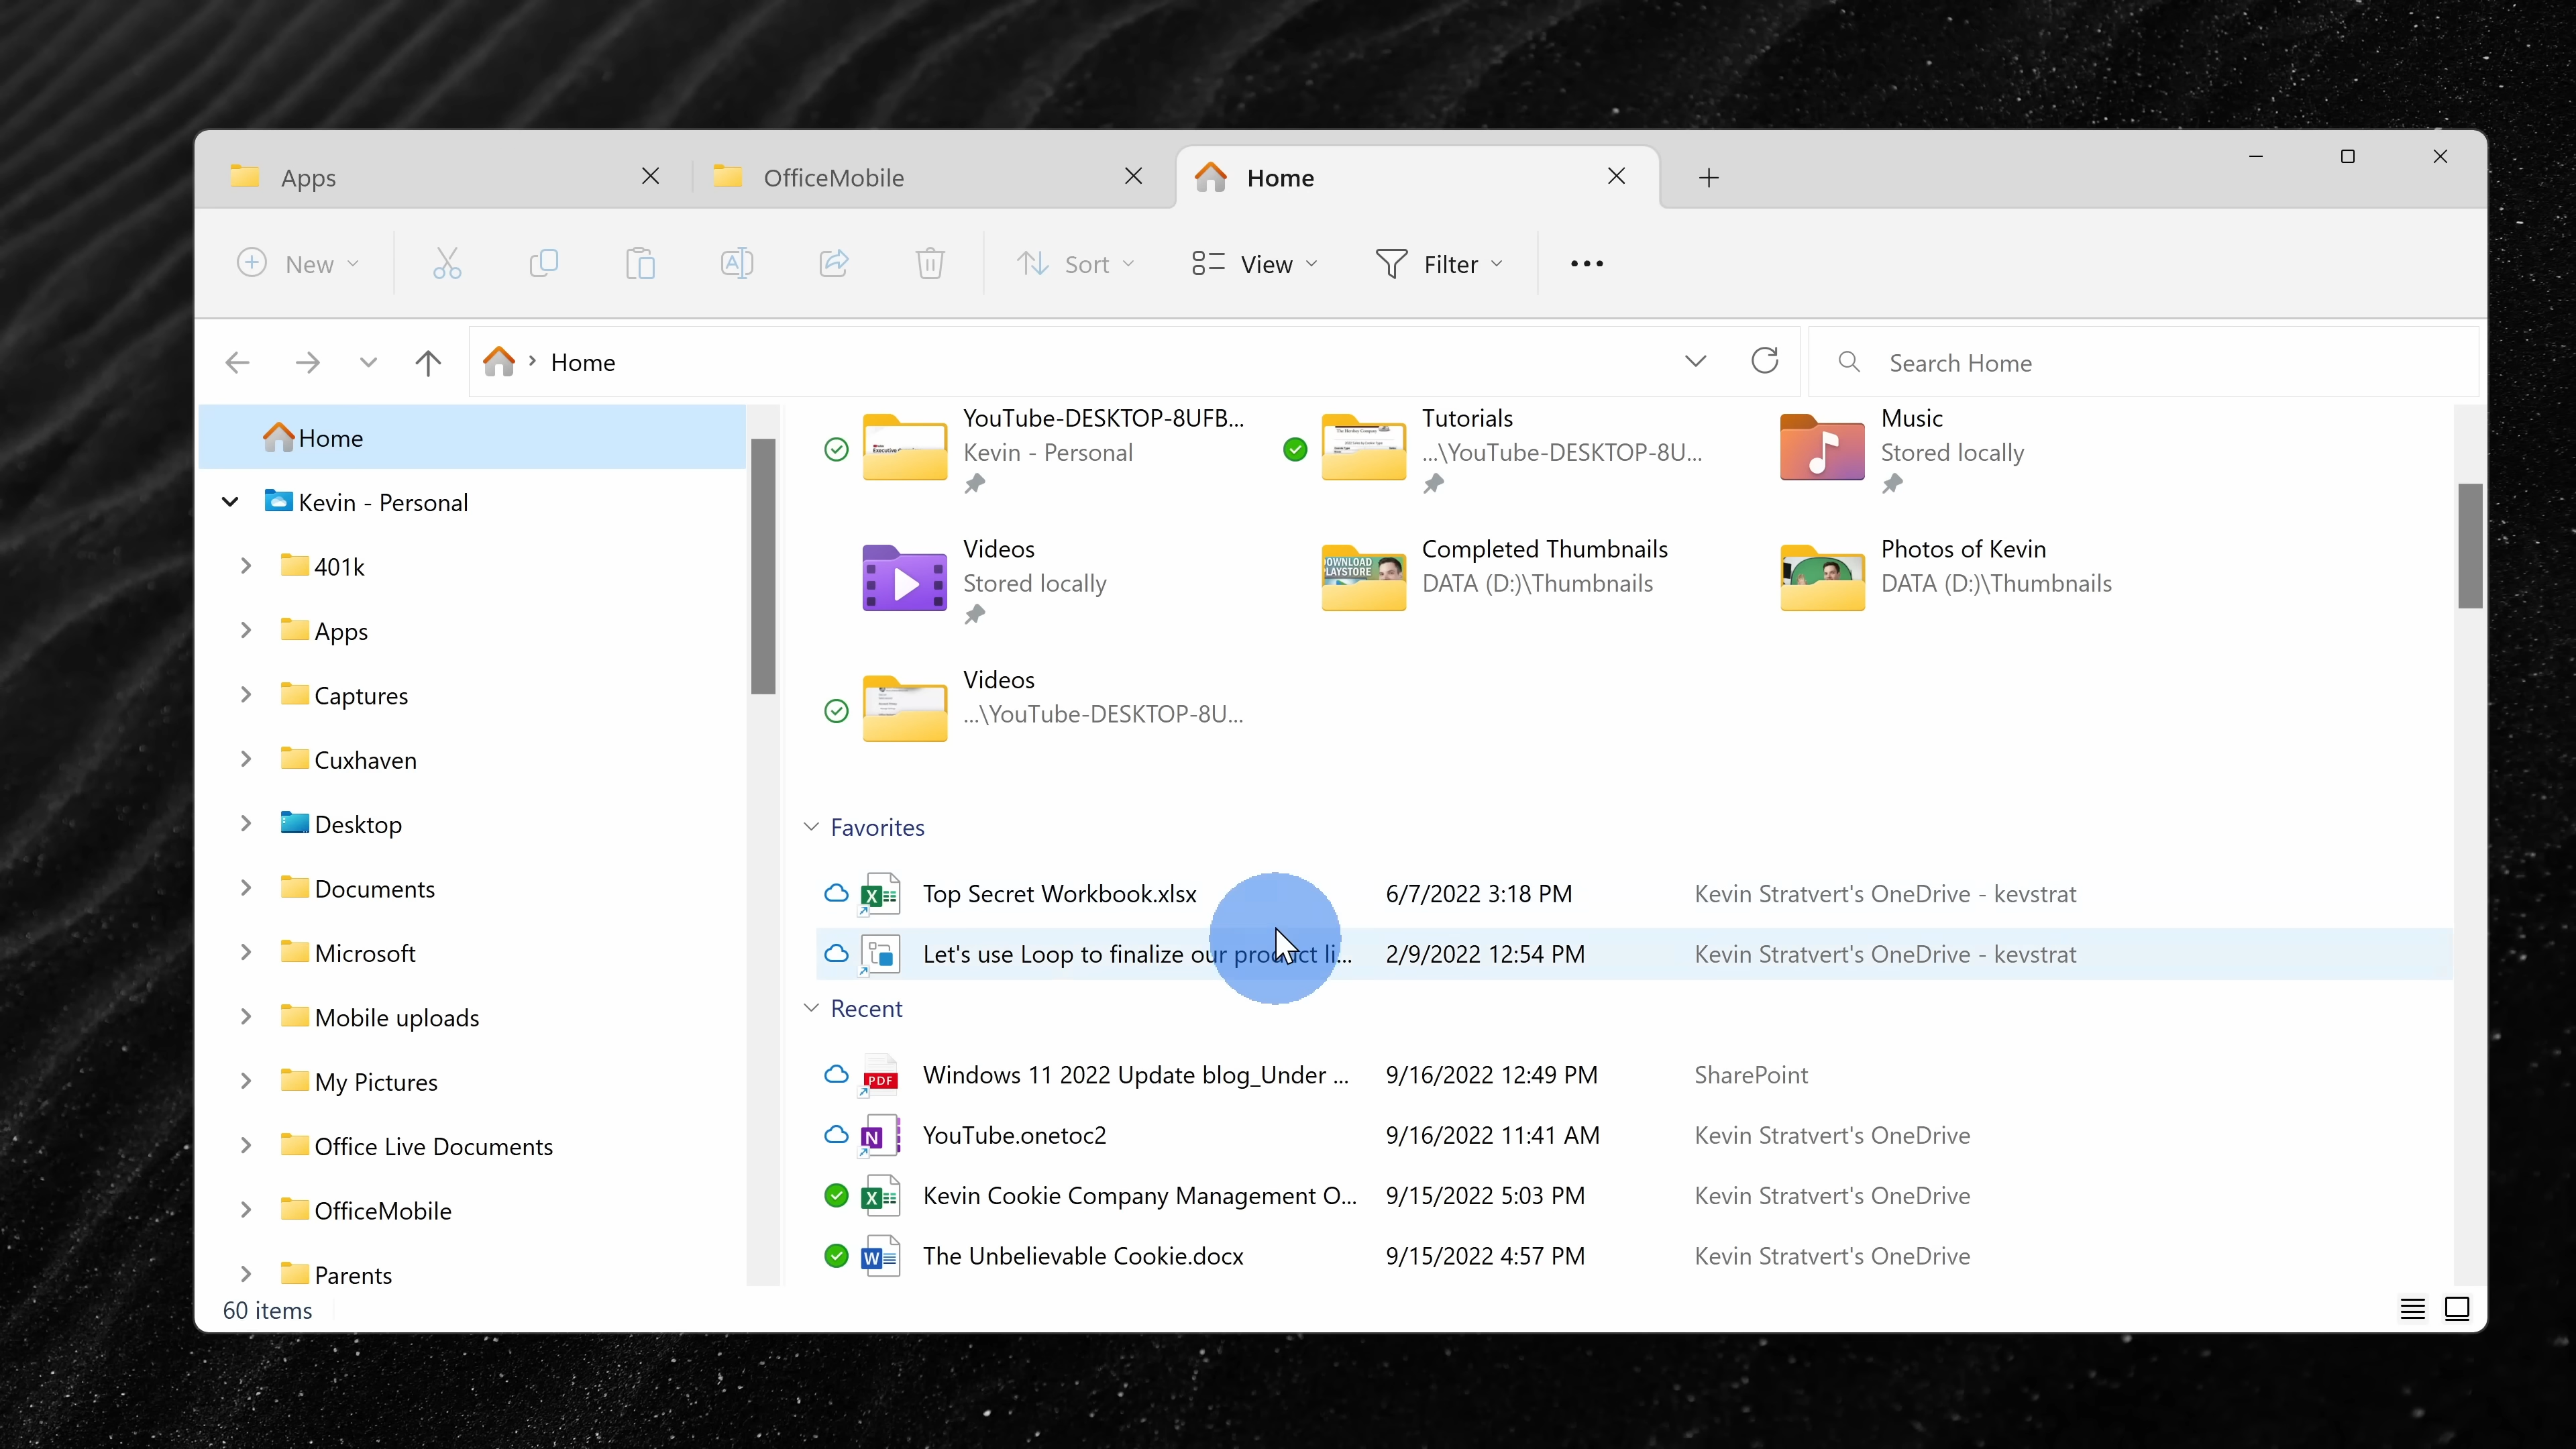 Apps
OfficeMobile
Home
New
Sort
View
Filter
Home
Search Home
Home
Kevin - Personal
401k
Apps
Captures
Cuxhaven
Desktop
Documents
Microsoft
Mobile uploads
My Pictures
Office Live Documents
OfficeMobile
Parents
YouTube-DESKTOP-8UFB...
Kevin - Personal
Tutorials
...\YouTube-DESKTOP-8U...
Music
Stored locally
Videos
Stored locally
DOWNLOAD
PLAYSTORE
Completed Thumbnails
DATA (D:)\Thumbnails
Photos of Kevin
DATA (D:)\Thumbnails
Videos
...\YouTube-DESKTOP-8U...
Favorites
Top Secret Workbook.xlsx 6/7/2022 3:18 PM Kevin Stratvert's OneDrive - kevstrat
Let's use Loop to finalize our product li... 2/9/2022 12:54 PM Kevin Stratvert's OneDrive - kevstrat
Recent
PDF Windows 11 2022 Update blog_Under ... 9/16/2022 12:49 PM SharePoint
N YouTube.onetoc2 9/16/2022 11:41 AM Kevin Stratvert's OneDrive
Kevin Cookie Company Management O... 9/15/2022 5:03 PM Kevin Stratvert's OneDrive
The Unbelievable Cookie.docx 9/15/2022 4:57 PM Kevin Stratvert's OneDrive
60 items